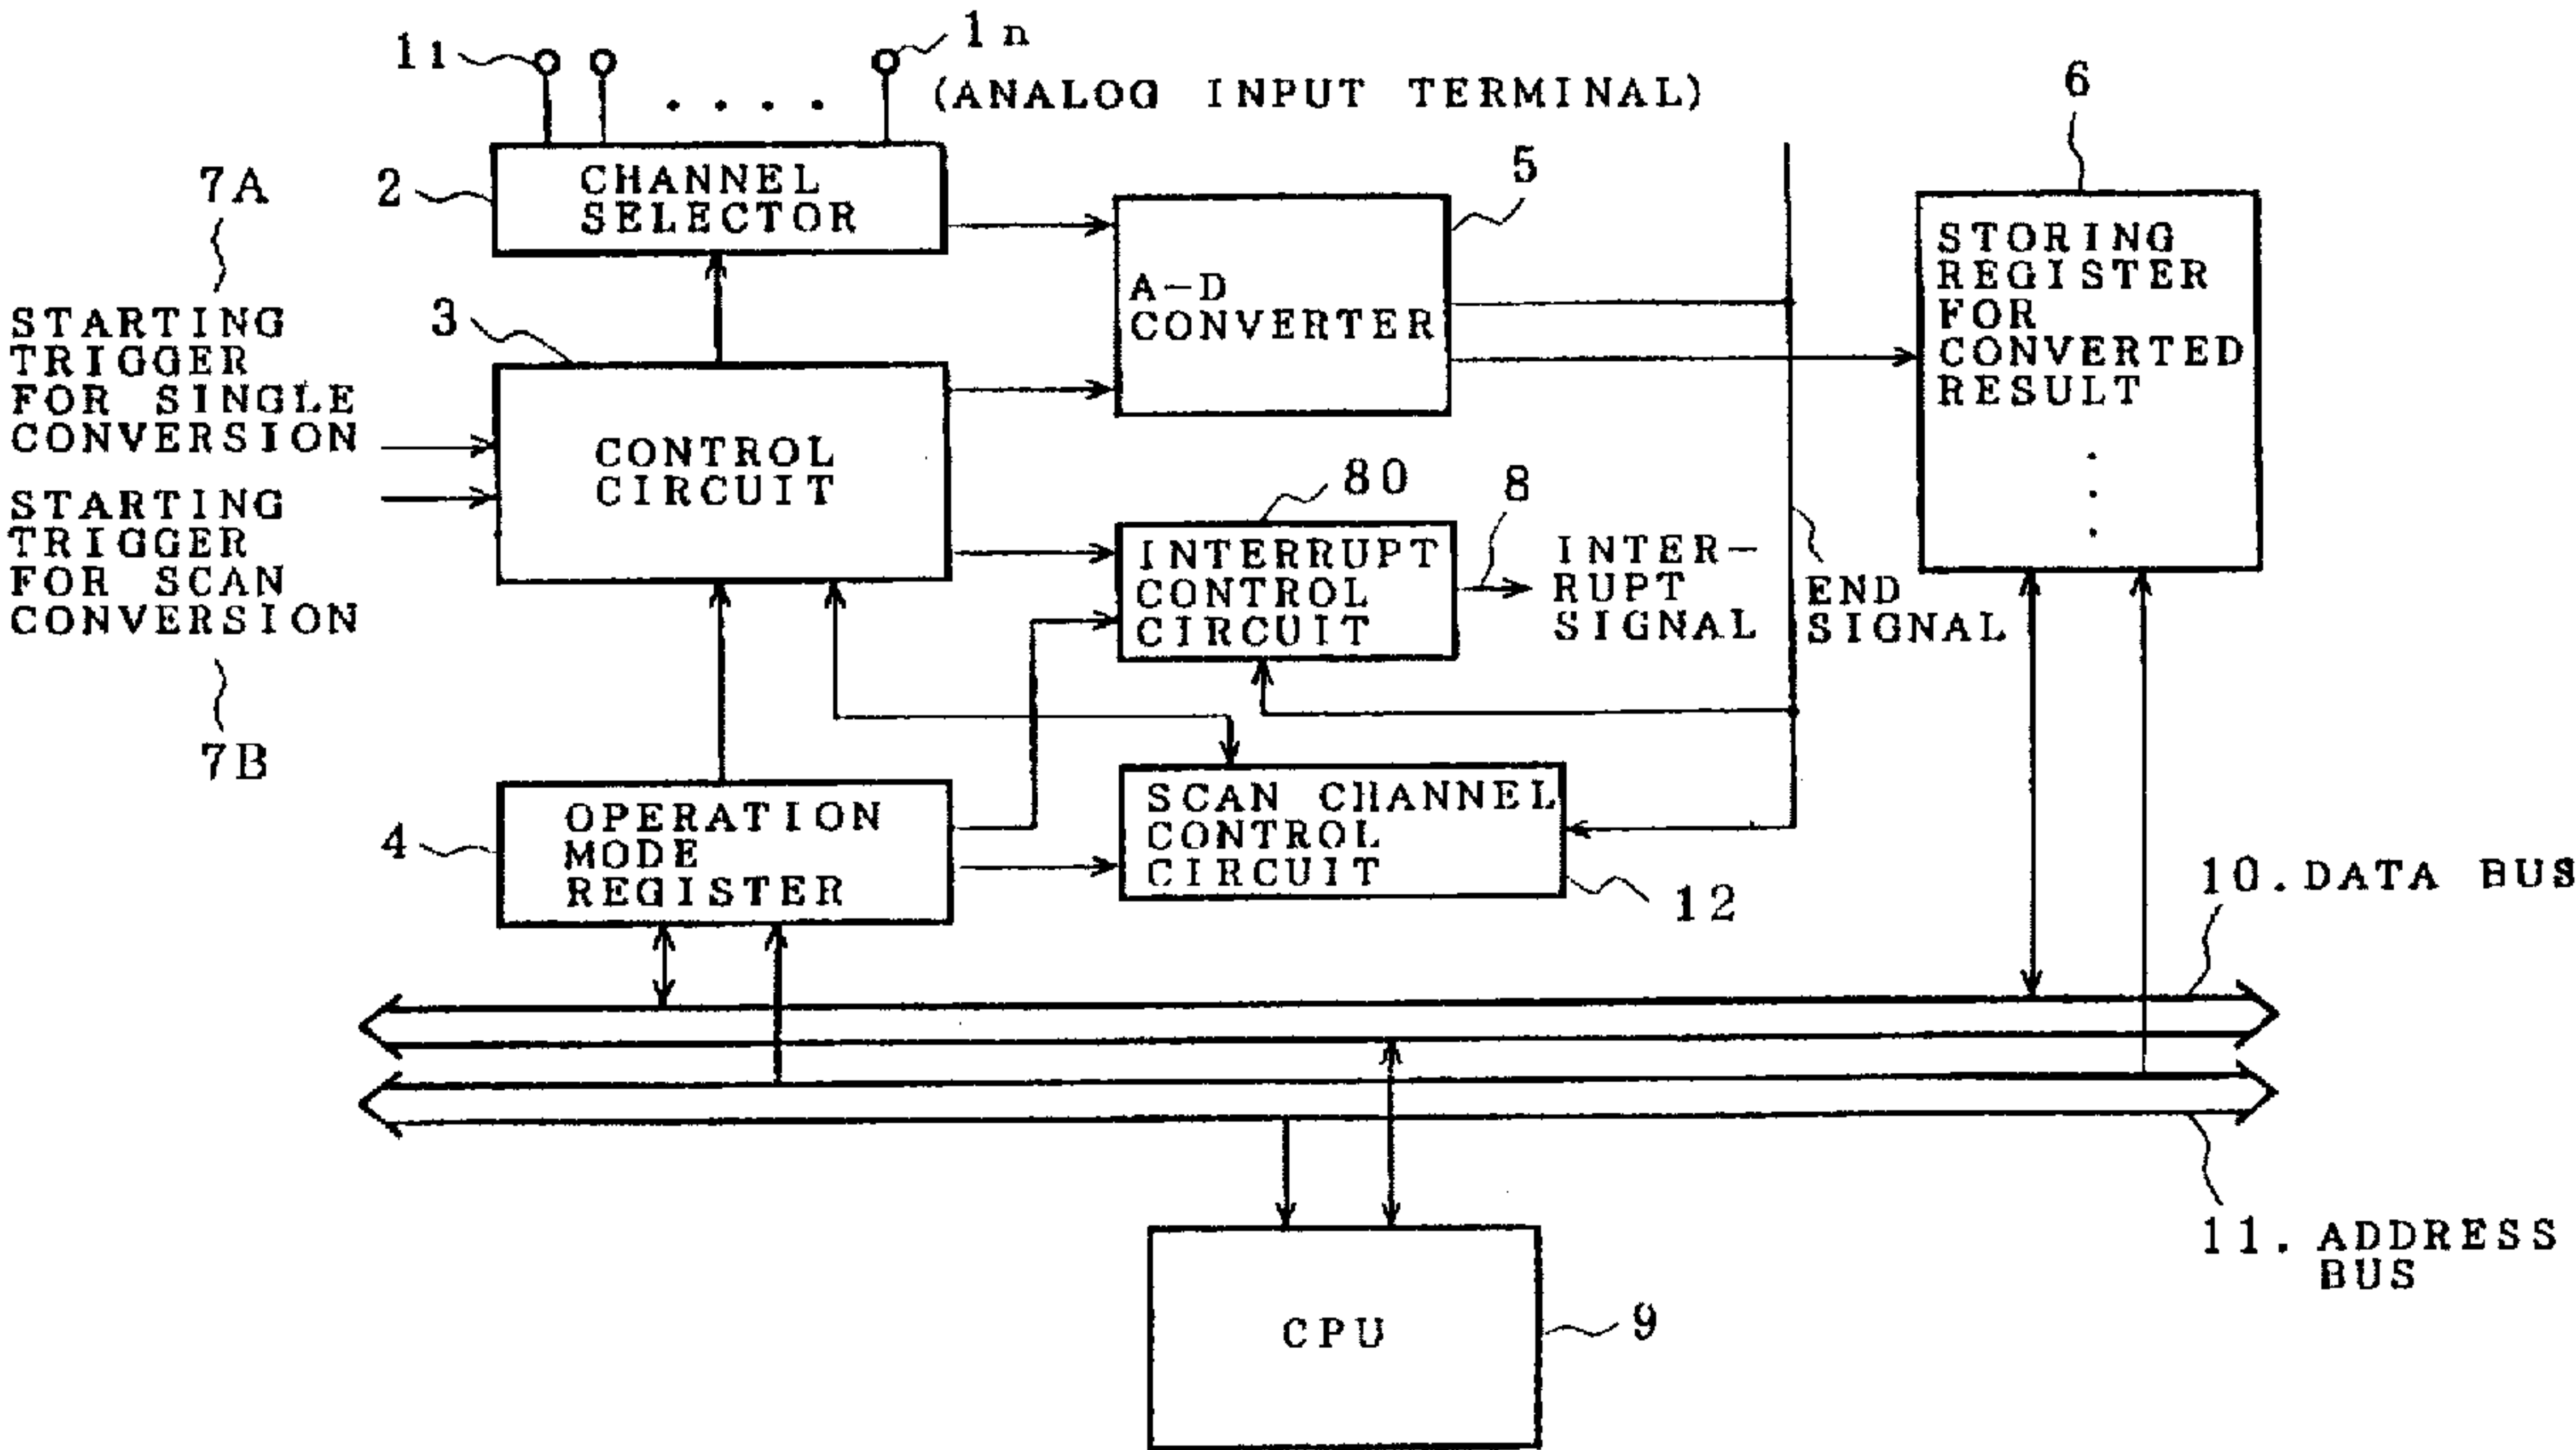 11
1n
(ANALOG INPUT TERMINAL)
6
7A
2
CHANNEL
SELECTOR
5
STORING
REGISTER
FOR
CONVERTED
RESULT
A-D
CONVERTER
3
STARTING
TRIGGER
FOR SINGLE
CONVERSION
CONTROL
CIRCUIT
STARTING
TRIGGER
FOR SCAN
CONVERSION
7B
80
8
INTERRUPT
CONTROL
CIRCUIT
INTER-
RUPT
SIGNAL
END
SIGNAL
4
OPERATION
MODE
REGISTER
SCAN CHANNEL
CONTROL
CIRCUIT
12
10. DATA BUS
11. ADDRESS
BUS
CPU
9